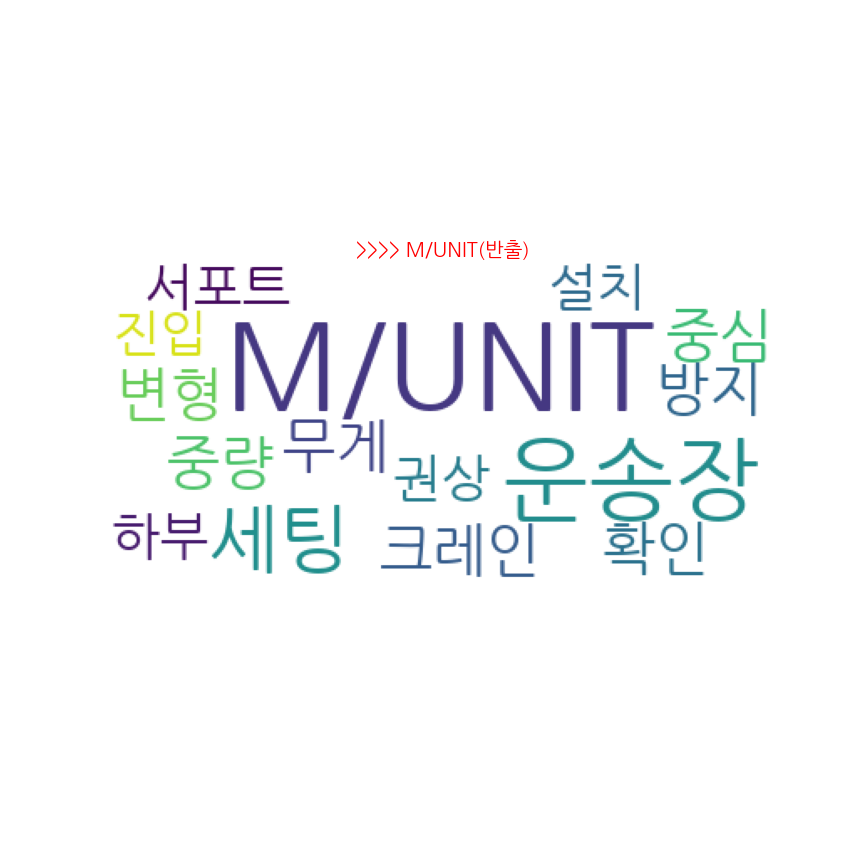 >>>> M/UNIT(반출)
서포트
설치
진입
M/UNIT
중심
변형
방지
중량
무게
권상
운송장
하부
세팅
크레인
확인